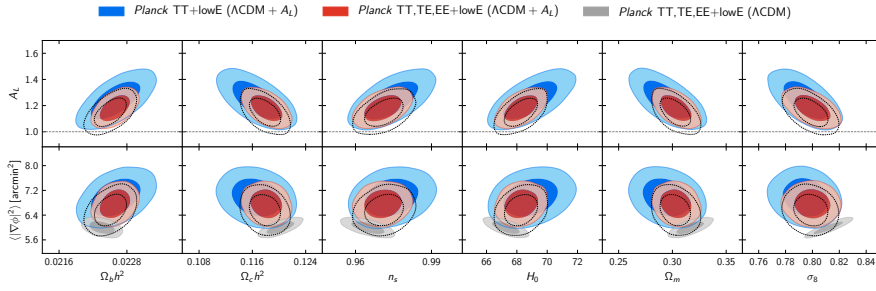 Planck TT+lowE (ΛCDM + A_L) Planck TT,TE,EE+lowE (ΛCDM + A_L) Planck TT,TE,EE+lowE (ΛCDM)
1.6
1.4
1.2
1.0
A_L
8.0
7.2
6.4
5.6
⟨|∇ϕ|²⟩ [arcmin²]
0.0216 0.0228 0.108 0.116 0.124 0.96 0.99 66 68 70 72 0.25 0.30 0.35 0.76 0.78 0.80 0.82 0.84
Ω_b h² Ω_c h² n_s H_0 Ω_m σ_8